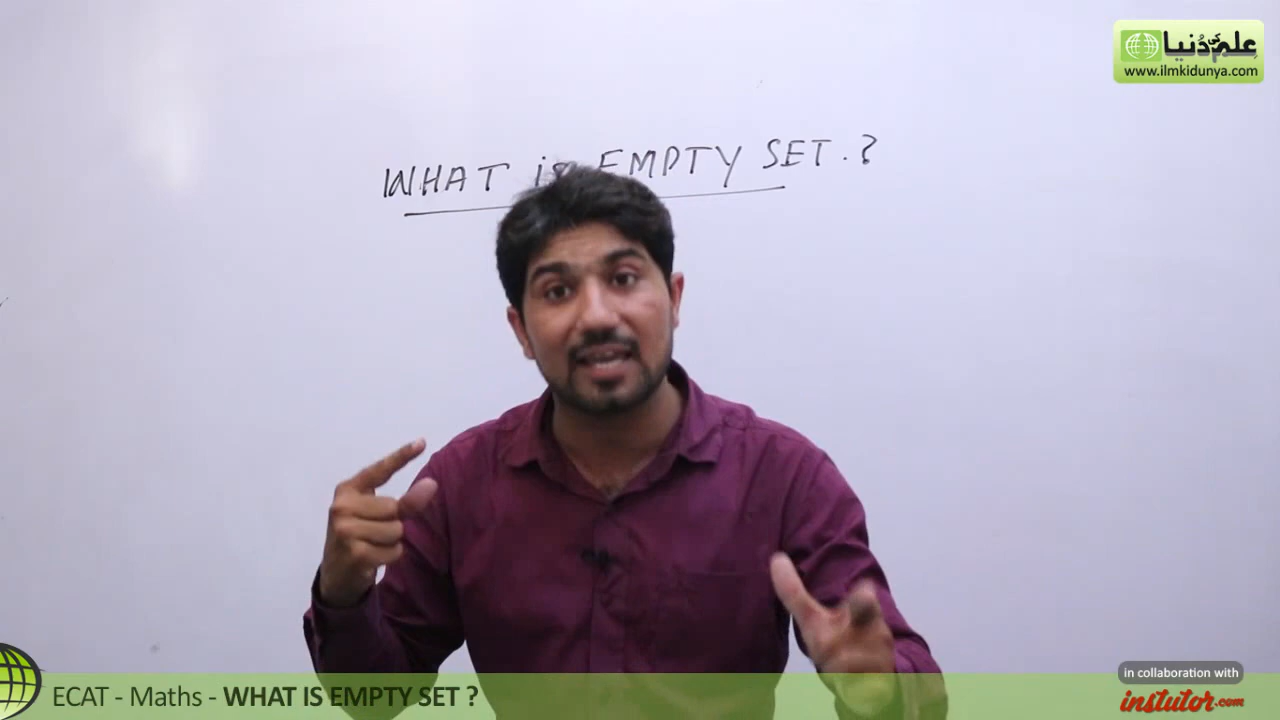 علم کی دُنیا
www.ilmkidunya.com
WHAT is EMPTY SET.?
ECAT - Maths - WHAT IS EMPTY SET ?
in collaboration with
instutor.com